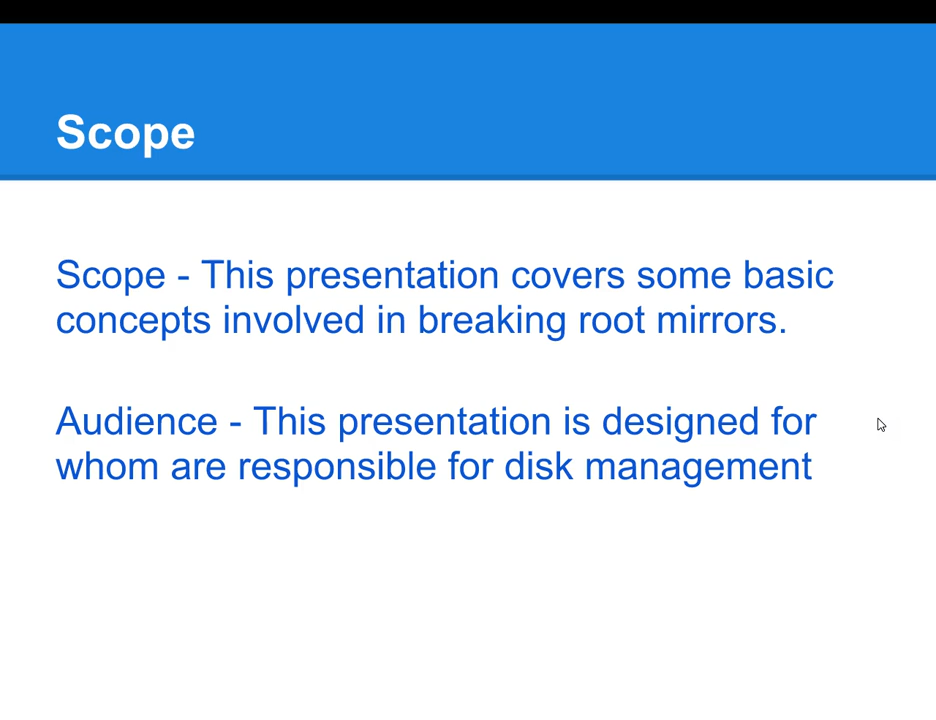 Scope
Scope - This presentation covers some basic
concepts involved in breaking root mirrors.
Audience - This presentation is designed for
whom are responsible for disk management